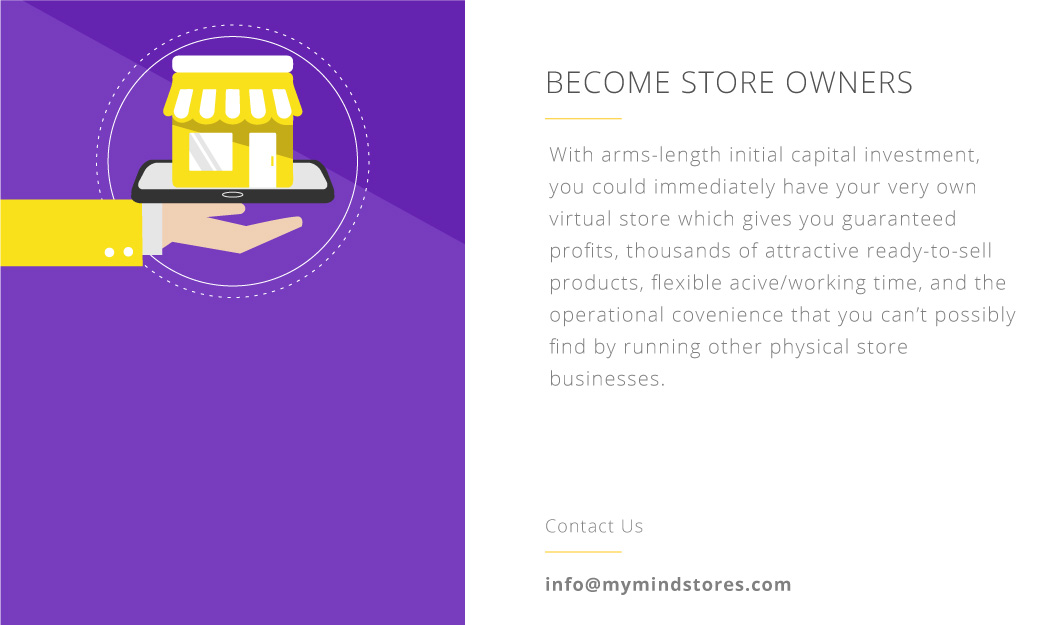 BECOME STORE OWNERS
With arms-length initial capital investment,
you could immediately have your very own
virtual store which gives you guaranteed
profits, thousands of attractive ready-to-sell
products, flexible acive/working time, and the
operational covenience that you can’t possibly
find by running other physical store
businesses.
Contact Us
info@mymindstores.com